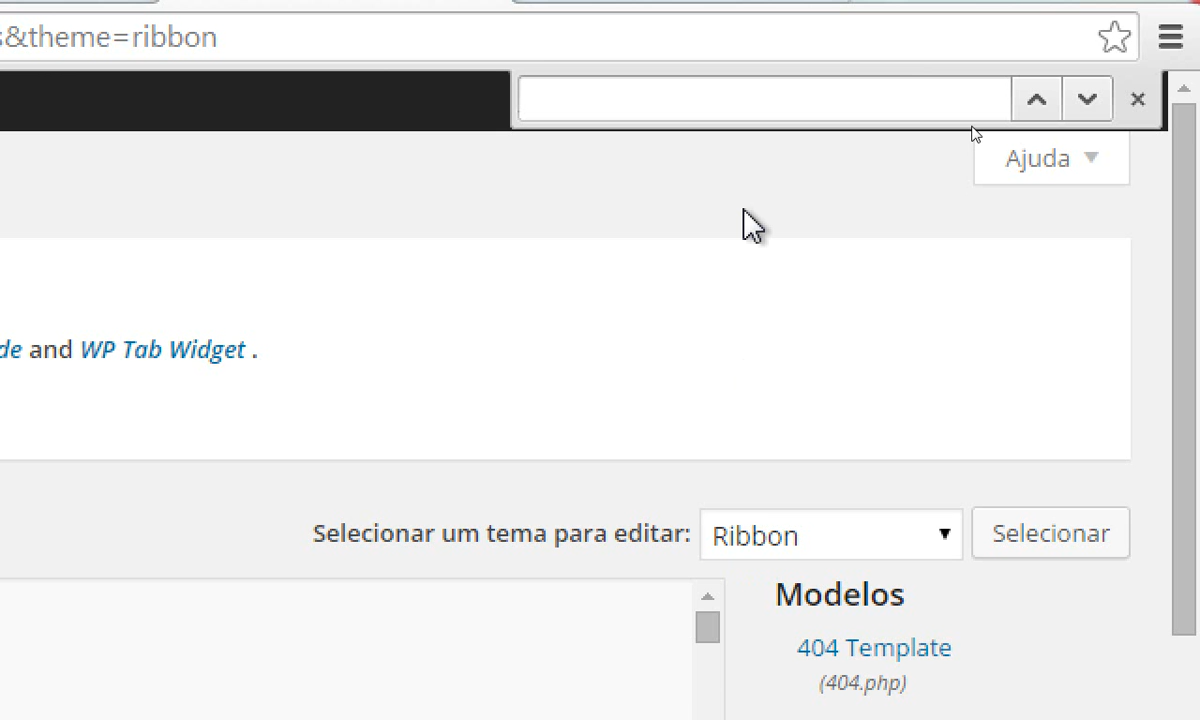 &theme=ribbon
Ajuda
de and WP Tab Widget .
Selecionar um tema para editar:
Ribbon
Selecionar
Modelos
404 Template
(404.php)